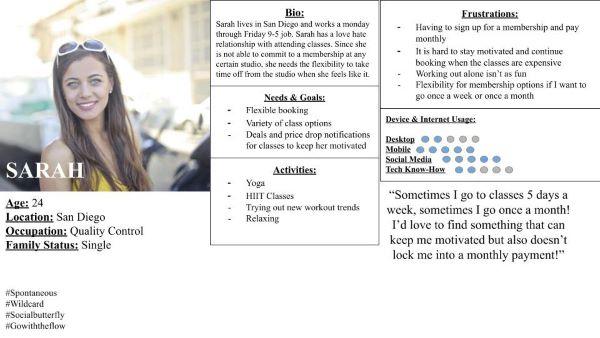 SARAH
Age: 24
Location: San Diego
Occupation: Quality Control
Family Status: Single
#Spontaneous
#Wildcard
#Socialbutterfly
#Gowiththeflow
Bio:
Sarah lives in San Diego and works a monday
through Friday 9-5 job. Sarah has a love hate
relationship with attending classes. Since she
is not able to commit to a membership at any
certain studio, she needs the flexibility to take
time off from the studio when she feels like it.
Needs & Goals:
- Flexible booking
- Variety of class options
- Deals and price drop notifications
for classes to keep her motivated
Activities:
- Yoga
- HIIT Classes
- Trying out new workout trends
- Relaxing
Frustrations:
- Having to sign up for a membership and pay
monthly
- It is hard to stay motivated and continue
booking when the classes are expensive
- Working out alone isn't as fun
- Flexibility for membership options if I want to
go once a week or once a month
Device & Internet Usage:
Desktop
Mobile
Social Media
Tech Know-How
“Sometimes I go to classes 5 days a
week, sometimes I go once a month!
I’d love to find something that can
keep me motivated but also doesn’t
lock me into a monthly payment!”